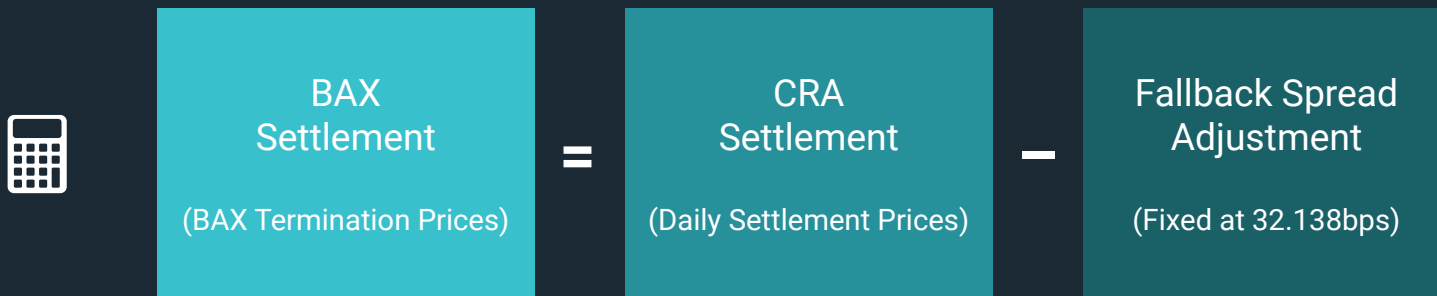 BAX
Settlement
(BAX Termination Prices)
=
CRA
Settlement
(Daily Settlement Prices)
−
Fallback Spread
Adjustment
(Fixed at 32.138bps)